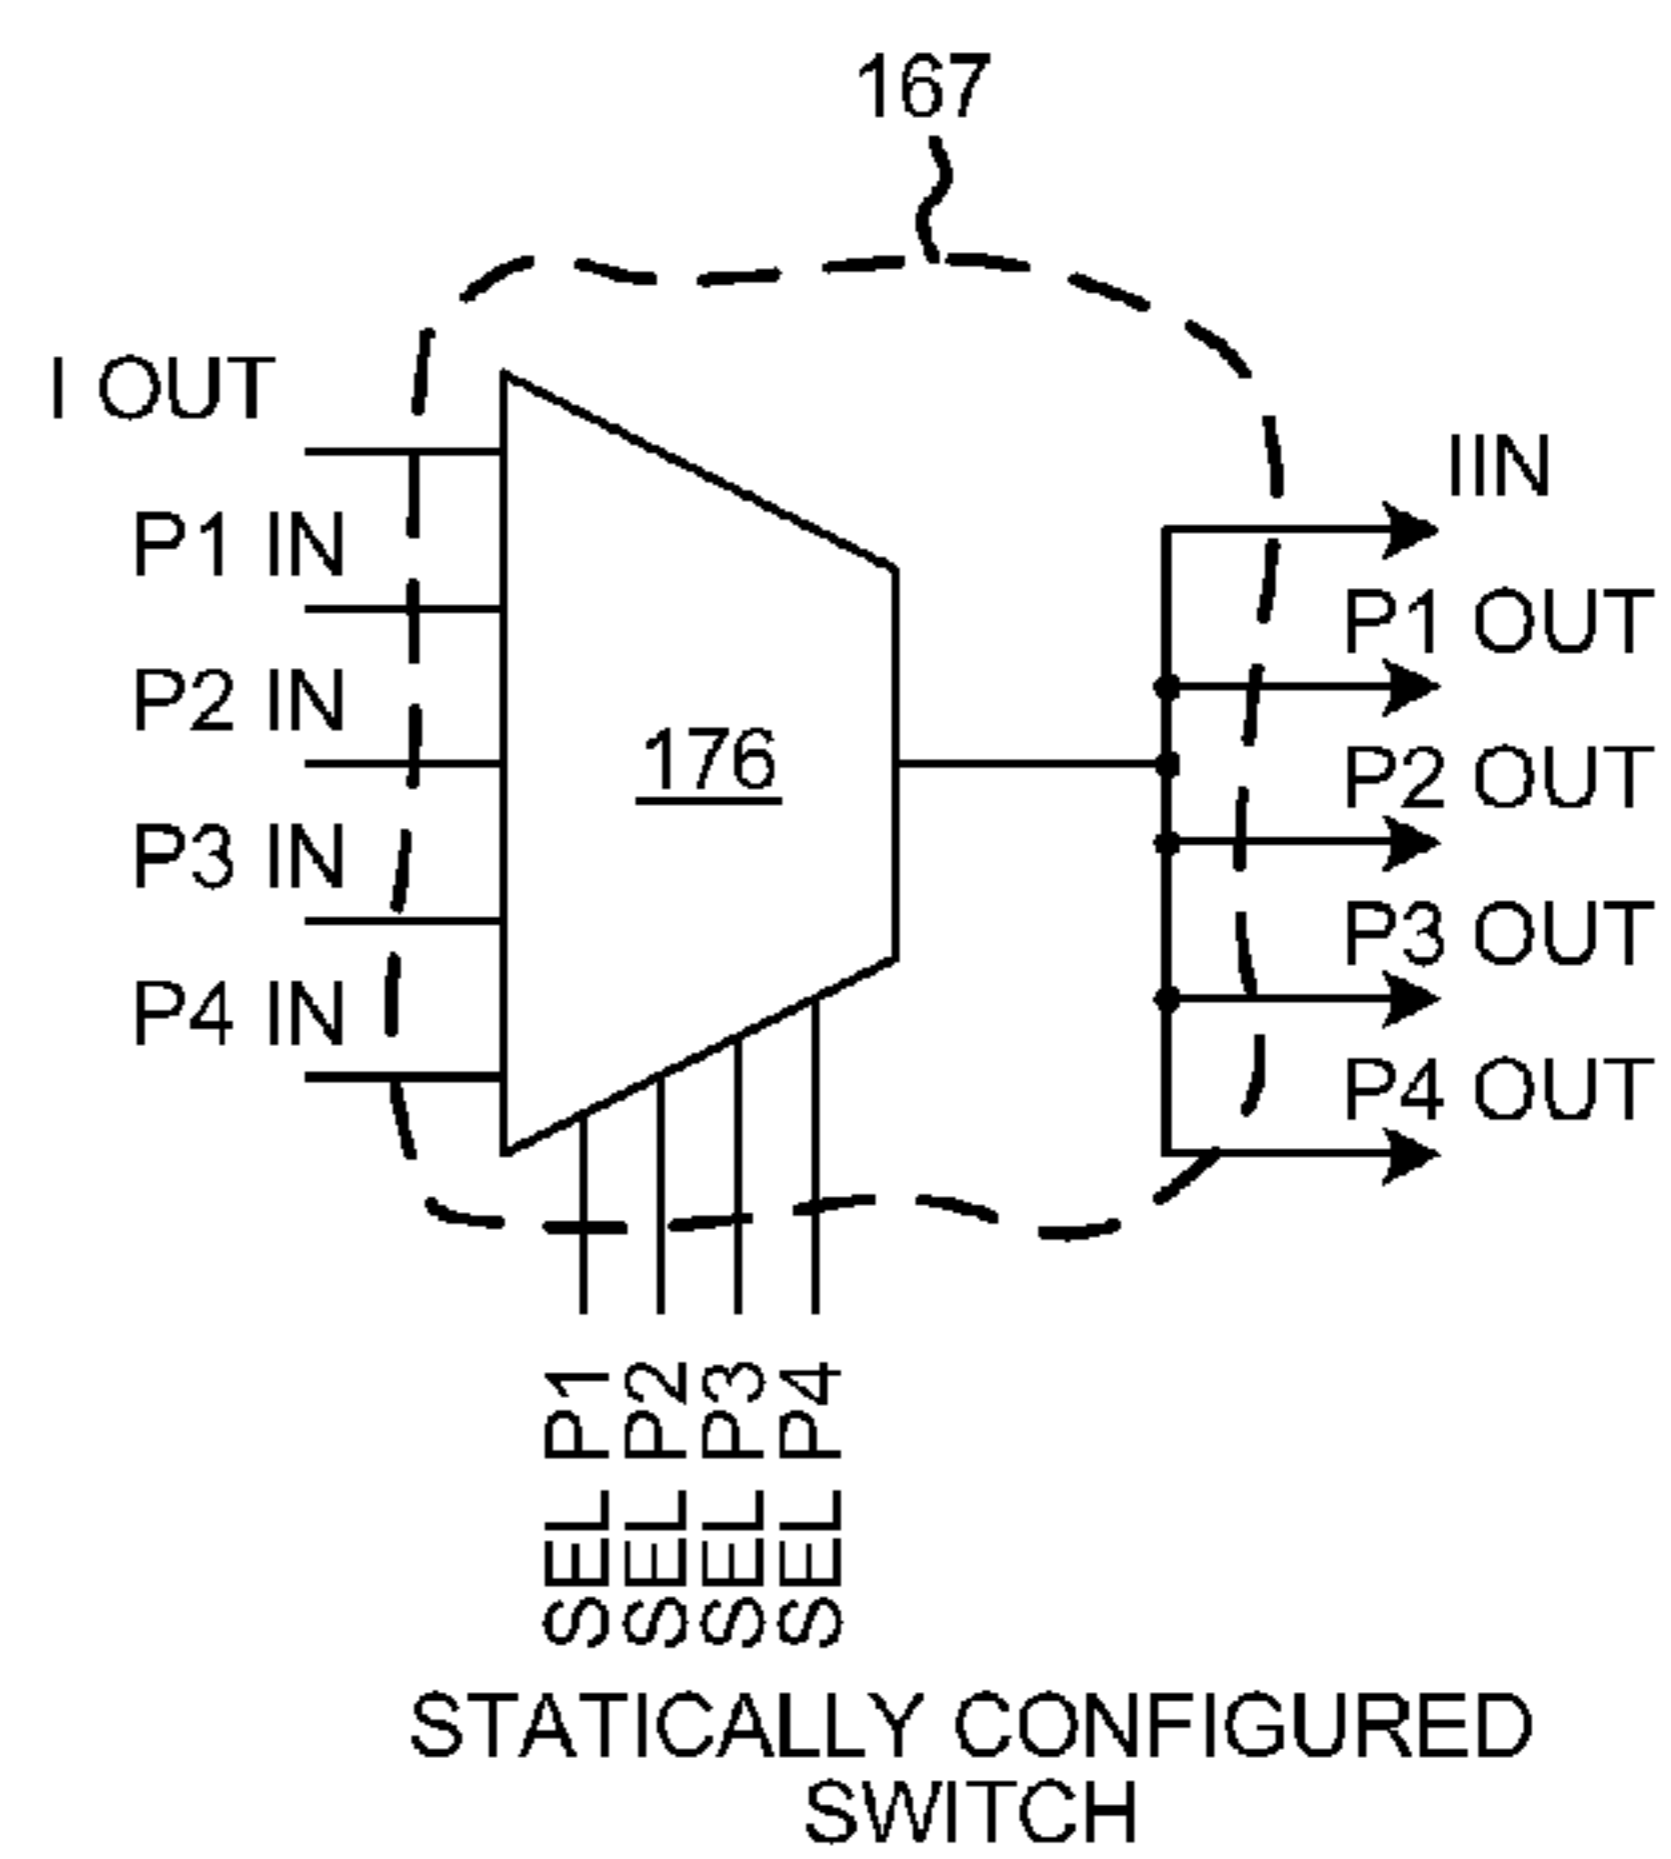 167
I OUT
P1 IN
P2 IN
P3 IN
P4 IN
176
IIN
P1 OUT
P2 OUT
P3 OUT
P4 OUT
SEL P1
SEL P2
SEL P3
SEL P4
STATICALLY CONFIGURED
SWITCH